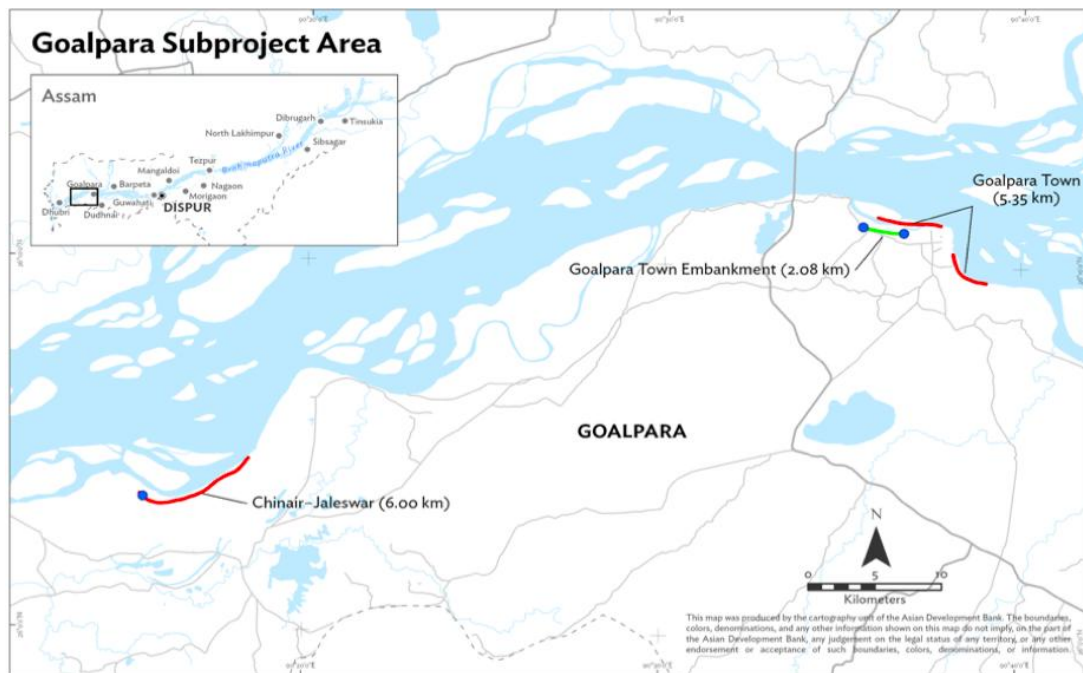 Goalpara Subproject Area
Assam
Dibrugarh
Tinsukia
North Lakhimpur
Sibsagar
Brahmaputra River
Tezpur
Mangaldoi
Goalpara
Barpeta
Nagaon
Guwahati
Morigaon
Dhubri
Dudhnai
DISPUR
Goalpara Town
(5.35 km)
Goalpara Town Embankment (2.08 km)
GOALPARA
Chinair–Jaleswar (6.00 km)
N
0 5 10
Kilometers
This map was produced by the cartography unit of the Asian Development Bank. The boundaries,
colors, denominations, and any other information shown on this map do not imply, on the part of
the Asian Development Bank, any judgement on the legal status of any territory, or any other
endorsement or acceptance of such boundaries, colors, denominations, or information.